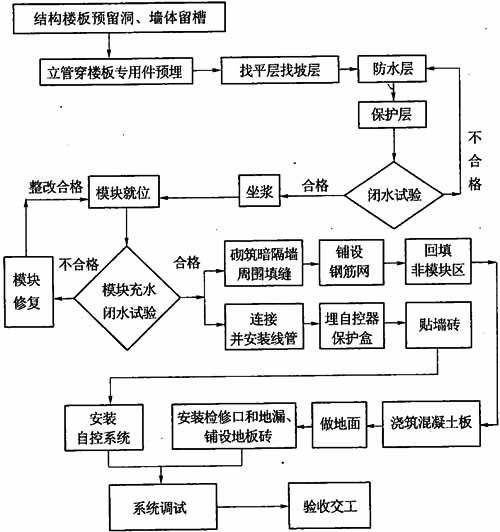 结构楼板预留洞、墙体留槽
立管穿楼板专用件预埋
找平层找坡层
防水层
保护层
不合格
闭水试验
合格
坐浆
模块就位
整改合格
模块修复
不合格
模块充水
闭水试验
合格
砌筑暗隔墙
周围填缝
铺设
钢筋网
回填
非模块区
连接
并安装线管
埋自控器
保护盒
贴墙砖
安装
自控系统
安装检修口和地漏、
铺设地板砖
做地面
浇筑混凝土板
系统调试
验收交工